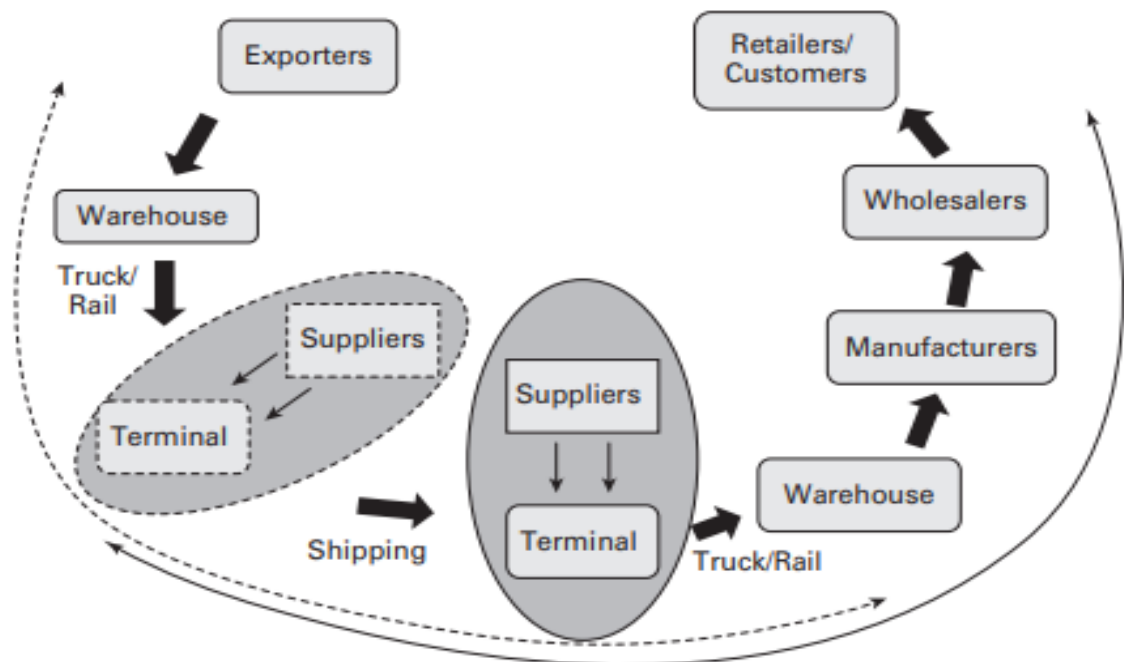 Exporters
Retailers/
Customers
Warehouse
Wholesalers
Truck/
Rail
Suppliers
Manufacturers
Suppliers
Terminal
Warehouse
Terminal
Shipping
Truck/Rail